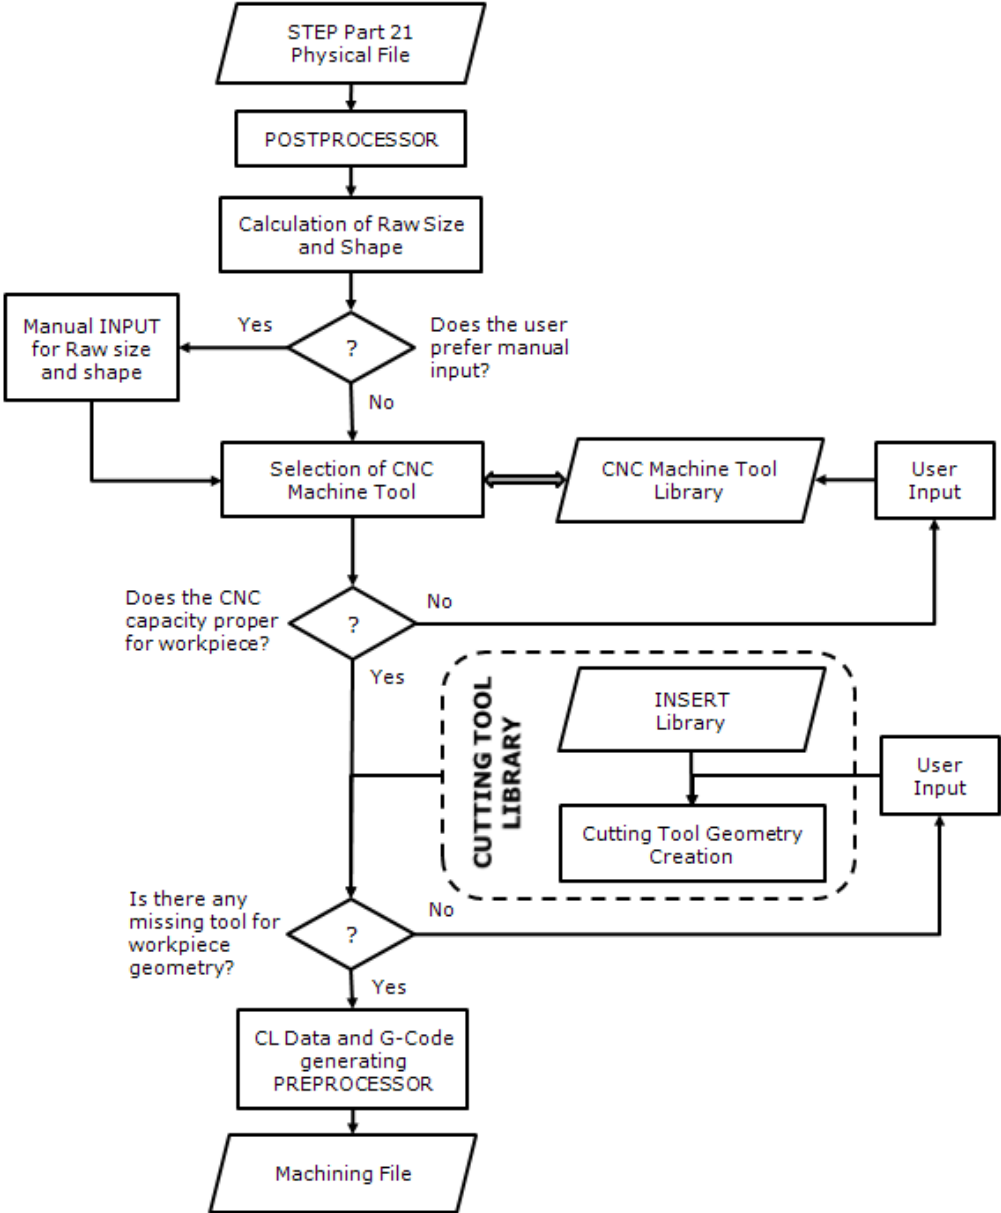 STEP Part 21
Physical File
POSTPROCESSOR
Calculation of Raw Size
and Shape
Manual INPUT
for Raw size
and shape
Yes
?
Does the user
prefer manual
input?
No
Selection of CNC
Machine Tool
CNC Machine Tool
Library
User
Input
Does the CNC
capacity proper
for workpiece?
?
No
Yes
CUTTING TOOL
LIBRARY
INSERT
Library
User
Input
Cutting Tool Geometry
Creation
Is there any
missing tool for
workpiece
geometry?
?
No
Yes
CL Data and G-Code
generating
PREPROCESSOR
Machining File